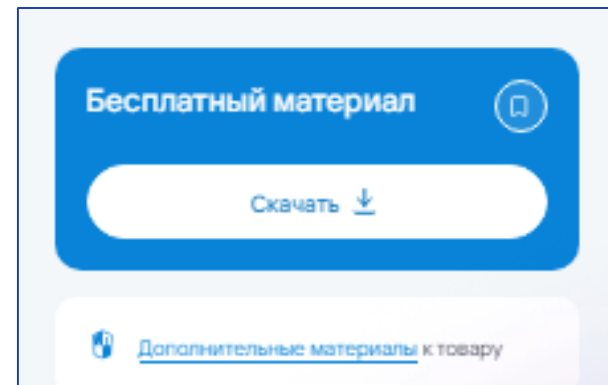 Бесплатный материал
Скачать
Дополнительные материалы к товару